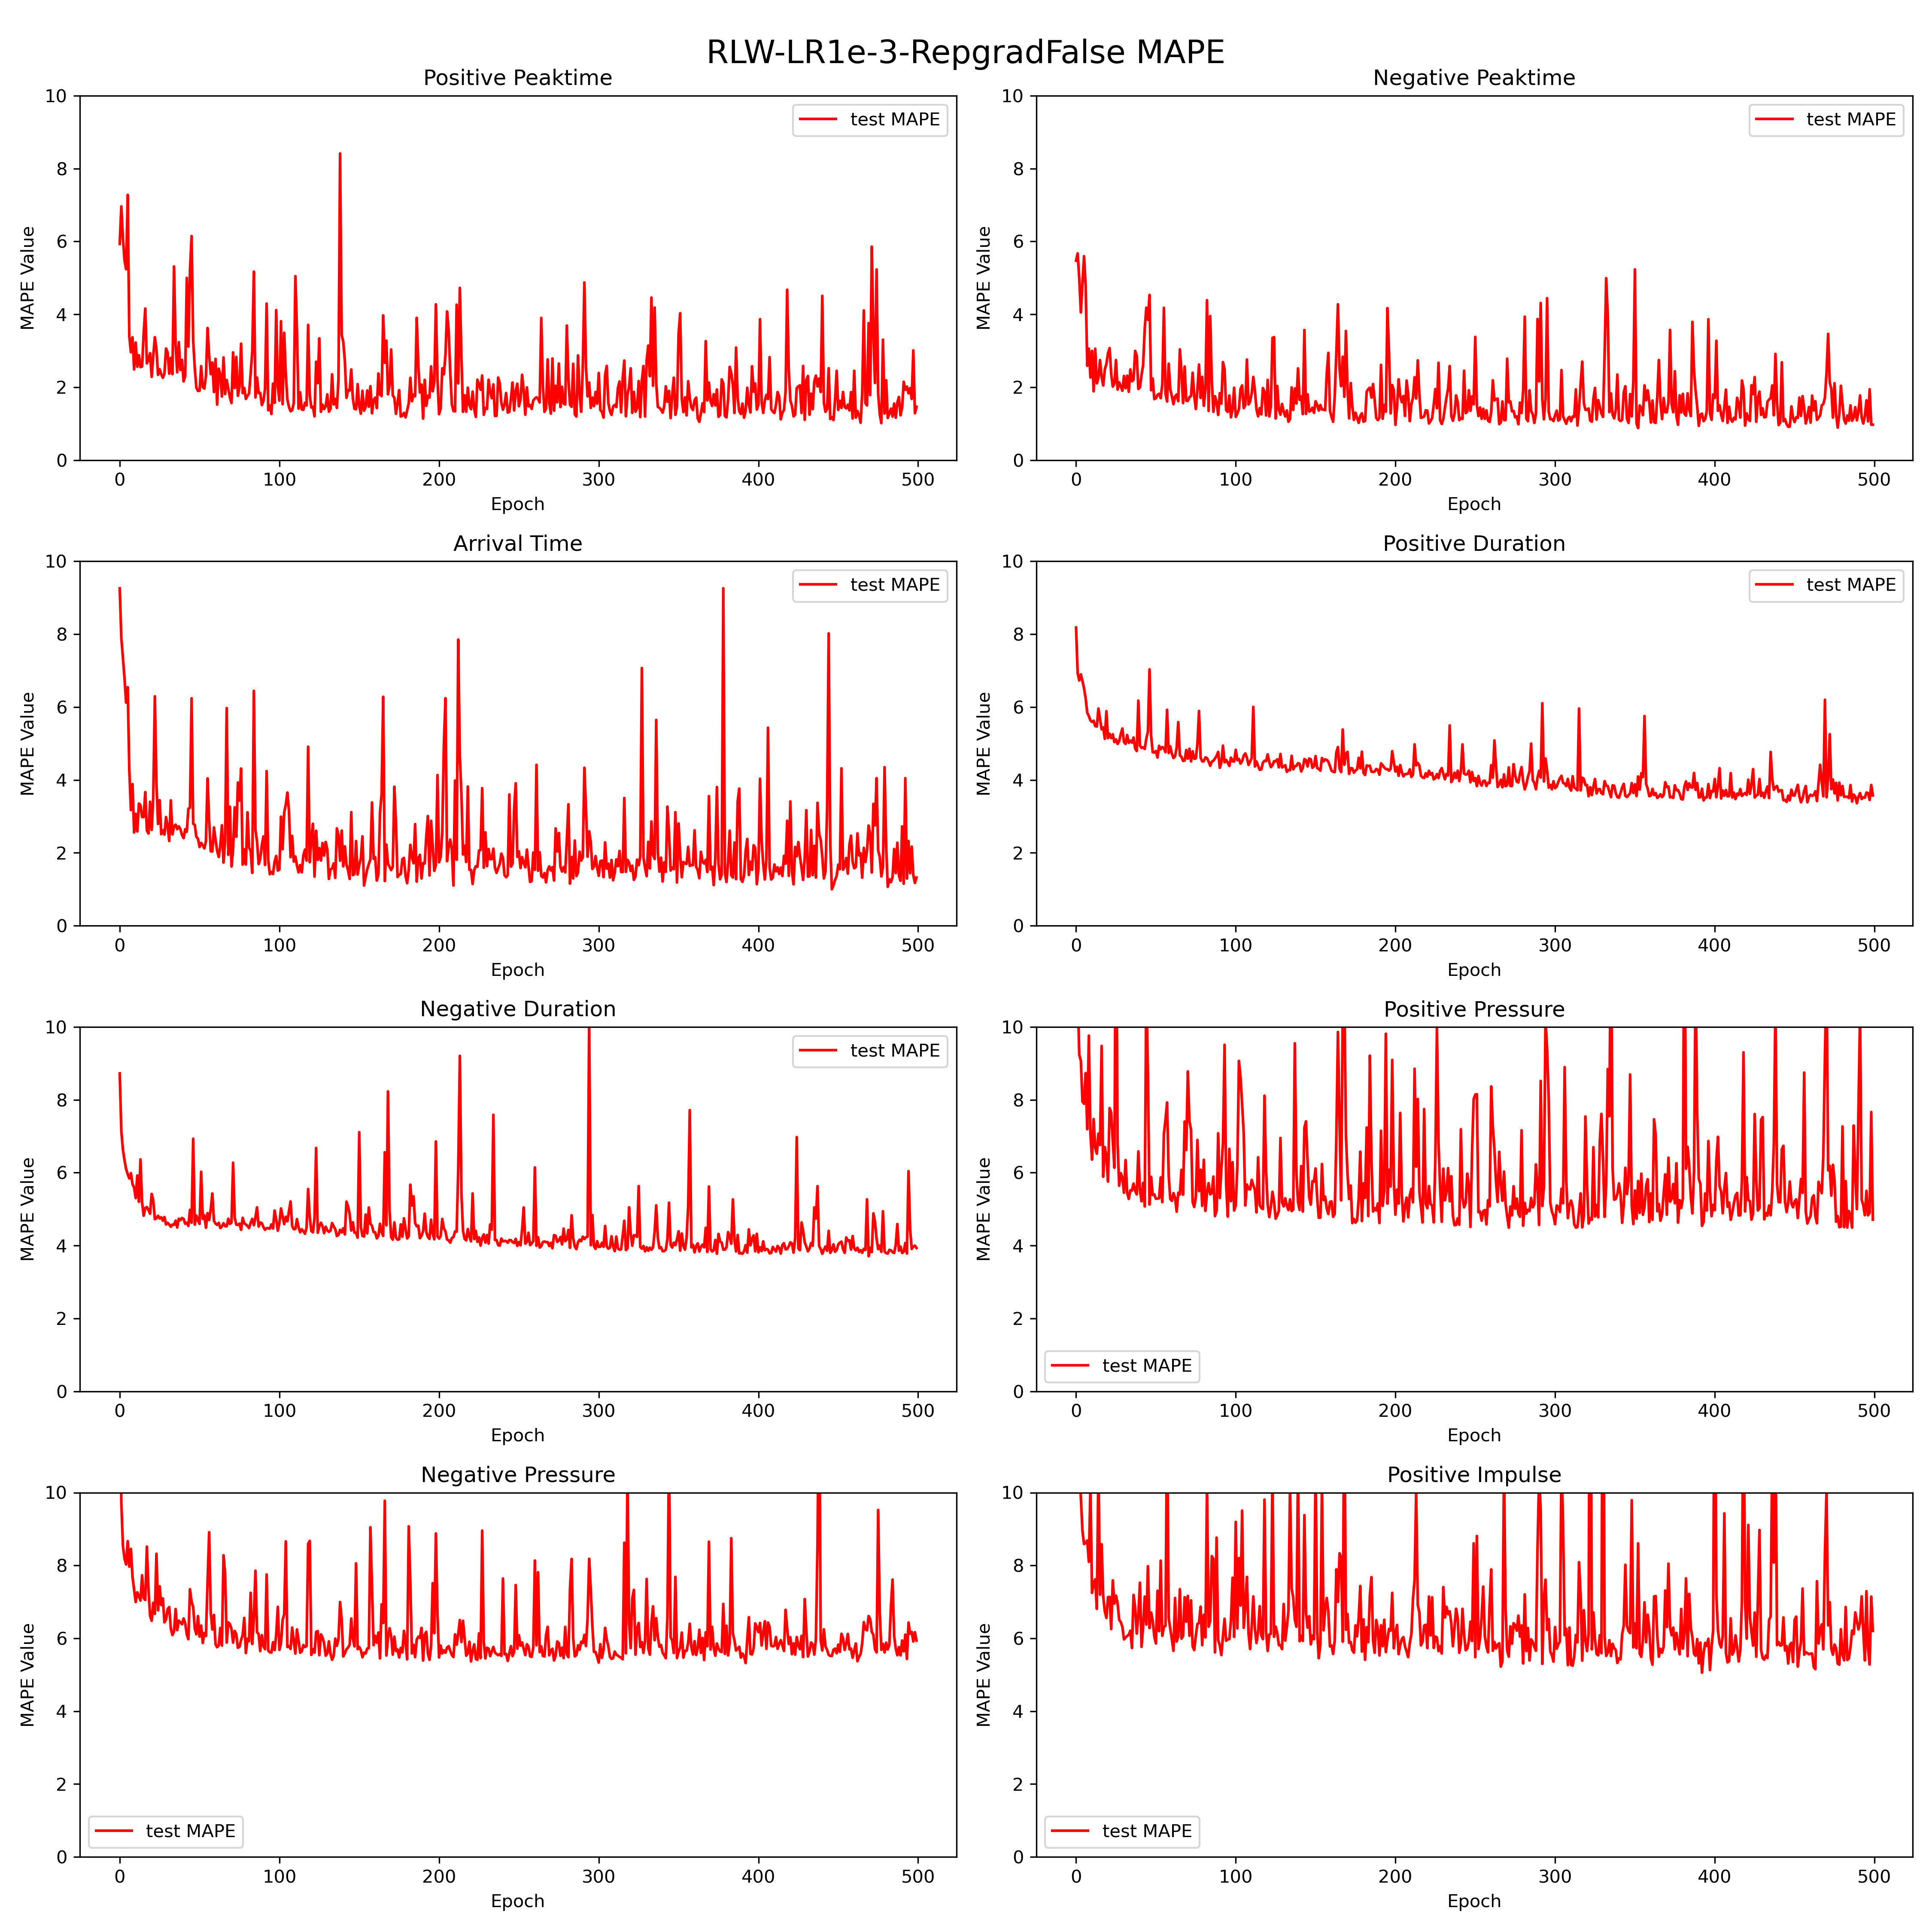 RLW-LR1e-3-RepgradFalse MAPE
Positive Peaktime
MAPE Value
10
8
6
4
2
0
test MAPE
0 100 200 300 400 500
Epoch
Negative Peaktime
MAPE Value
10
8
6
4
2
0
test MAPE
0 100 200 300 400 500
Epoch
Arrival Time
MAPE Value
10
8
6
4
2
0
test MAPE
0 100 200 300 400 500
Epoch
Positive Duration
MAPE Value
10
8
6
4
2
0
test MAPE
0 100 200 300 400 500
Epoch
Negative Duration
MAPE Value
10
8
6
4
2
0
test MAPE
0 100 200 300 400 500
Epoch
Positive Pressure
MAPE Value
10
8
6
4
2
0
test MAPE
0 100 200 300 400 500
Epoch
Negative Pressure
MAPE Value
10
8
6
4
2
0
test MAPE
0 100 200 300 400 500
Epoch
Positive Impulse
MAPE Value
10
8
6
4
2
0
test MAPE
0 100 200 300 400 500
Epoch